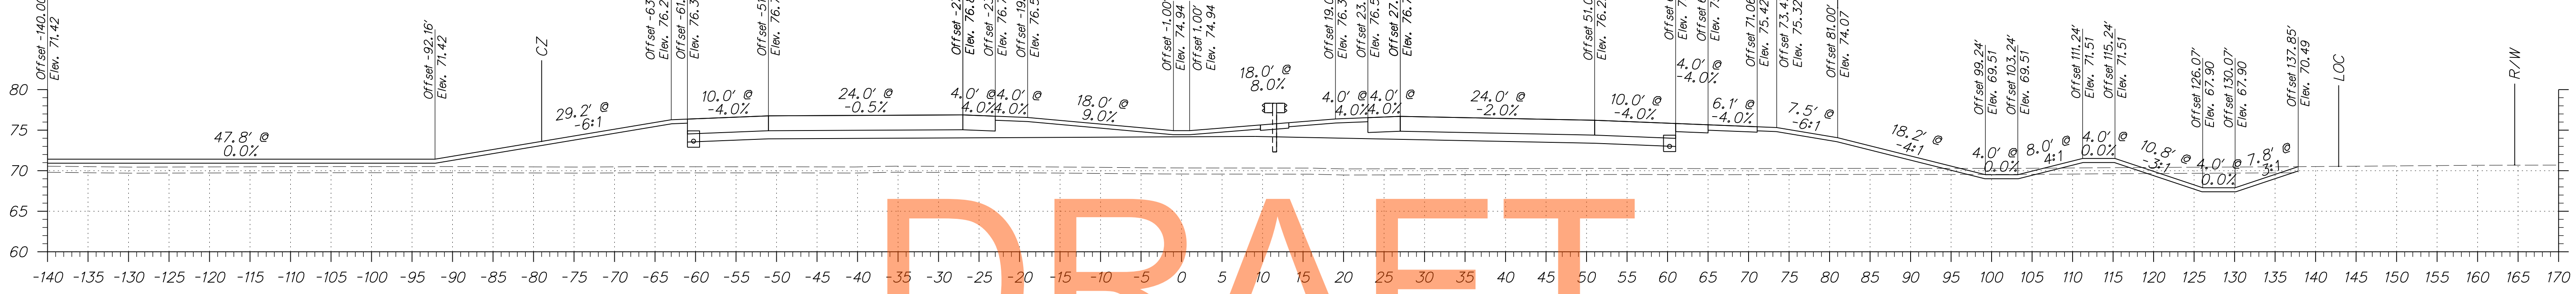 Offset -140.00'
Elev. 71.42
Offset -92.16'
Elev. 71.42
CZ
Offset -1.00'
Elev. 74.94
Offset 1.00'
Elev. 74.94
Offset 71.06'
Elev. 75.42
Elev. 75.32
Offset 81.00'
Elev. 74.07
Offset 99.24'
Elev. 69.51
Offset 103.24'
Elev. 69.51
Offset 111.24'
Elev. 71.51
Offset 115.24'
Elev. 71.51
Offset 126.07'
Elev. 67.90
Offset 130.07'
Elev. 67.90
Offset 137.85'
Elev. 70.49
LOC
R/W
47.8' @
0.0%
29.2' @
-6:1
10.0' @
-4.0%
24.0' @
-0.5%
4.0' @
4.0%
4.0' @
4.0%
18.0' @
9.0%
18.0' @
8.0%
4.0' @
4.0%
4.0' @
4.0%
24.0' @
-2.0%
10.0' @
-4.0%
4.0' @
-4.0%
6.1' @
-4.0%
7.5' @
-6:1
18.2' @
-4:1
4.0' @
0.0%
8.0' @
4:1
4.0' @
0.0%
10.8' @
-3:1
4.0' @
0.0%
7.8' @
3:1
80
75
70
65
60
-140 -135 -130 -125 -120 -115 -110 -105 -100 -95 -90 -85 -80 -75 -70 -65 -60 -55 -50 -45 -40 -35 -30 -25 -20 -15 -10 -5 0 5 10 15 20 25 30 35 40 45 50 55 60 65 70 75 80 85 90 95 100 105 110 115 120 125 130 135 140 145 150 155 160 165 170
DRAFT